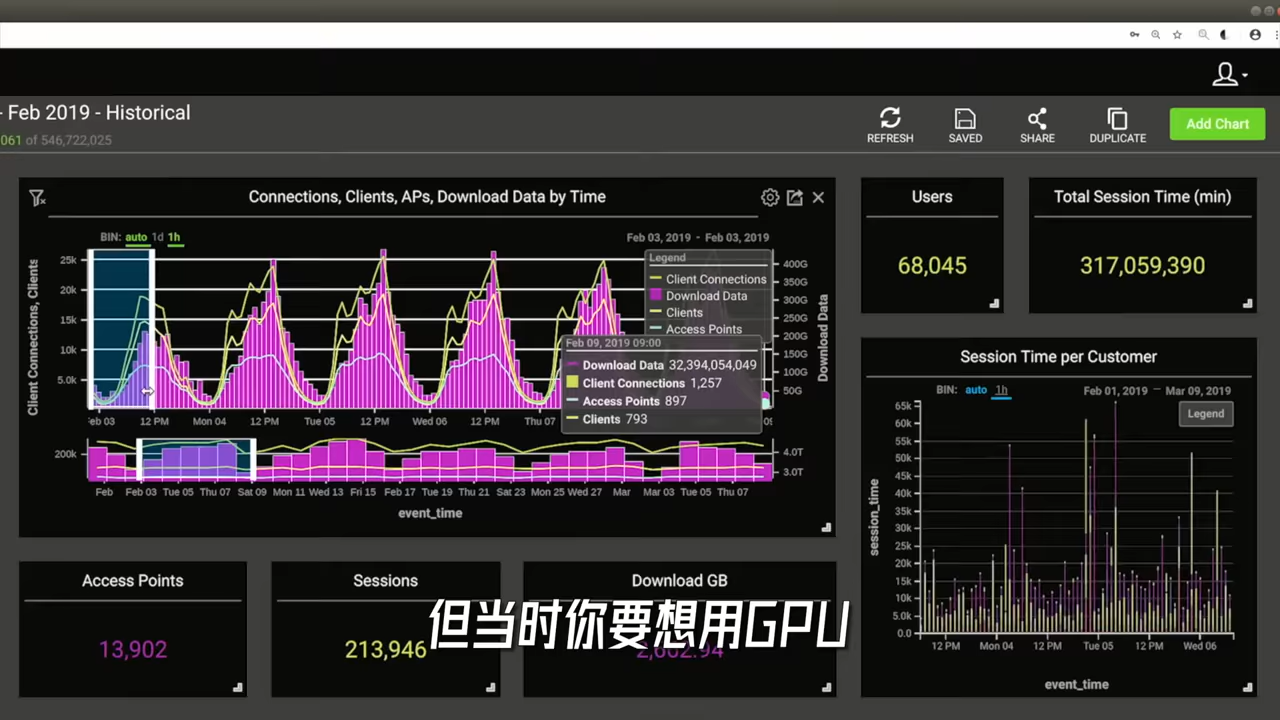 - Feb 2019 - Historical
061 of 546,722,025
REFRESH
SAVED
SHARE
DUPLICATE
Add Chart
Connections, Clients, APs, Download Data by Time
BIN: auto 1d 1h
Feb 03, 2019 - Feb 03, 2019
Client Connections, Clients
25k
20k
15k
10k
5.0k
Legend
Client Connections
Download Data
Clients
Access Points
400G
350G
300G
250G
200G
150G
100G
50G
Download Data
Feb 09, 2019 09:00
Download Data 32,394,054,049
Client Connections 1,257
Access Points 897
Clients 793
Feb 03 12 PM Mon 04 12 PM Tue 05 12 PM Wed 06 12 PM Thu 07
200k
4.0T
3.0T
Feb Feb 03 Tue 05 Thu 07 Sat 09 Mon 11 Wed 13 Fri 15 Feb 17 Tue 19 Thu 21 Sat 23 Mon 25 Wed 27 Mar Mar 03 Tue 05 Thu 07
event_time
Users
68,045
Total Session Time (min)
317,059,390
Session Time per Customer
BIN: auto 1h
Feb 01, 2019 - Mar 09, 2019
Legend
session_time
65k
60k
55k
50k
45k
40k
35k
30k
25k
20k
15k
10k
5.0k
0.0
12 PM Mon 04 12 PM Tue 05 12 PM Wed 06
event_time
Access Points
13,902
Sessions
213,946
Download GB
但当时你要想用GPU